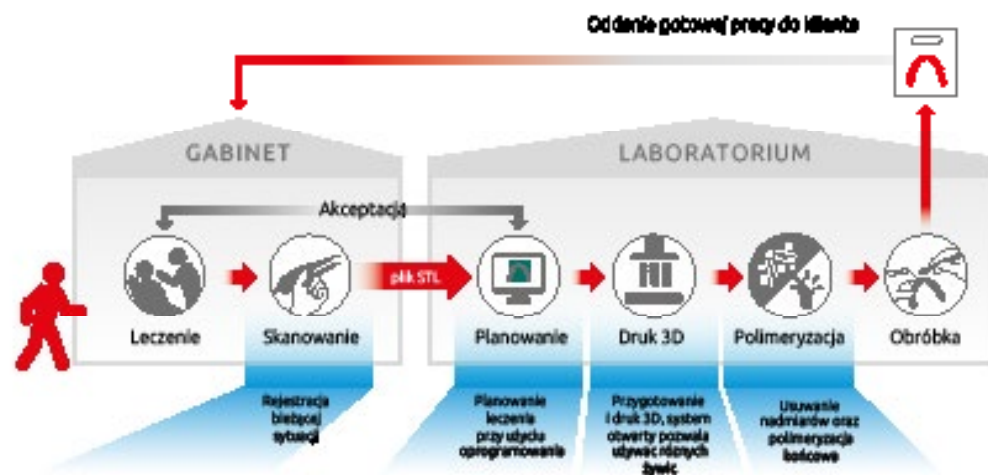 Oddanie gotowej pracy do klienta
GABINET
LABORATORIUM
Akceptacja
plik STL
Leczenie
Skanowanie
Planowanie
Druk 3D
Polimeryzacja
Obróbka
Rejestracja
bieżącej
sytuacji
Planowanie
leczenia
przy użyciu
oprogramowania
Przygotowanie
i druk 3D, system
otwarty pozwala
używać różnych
żywic
Usuwanie
nadmiarów oraz
polimeryzacja
końcowa